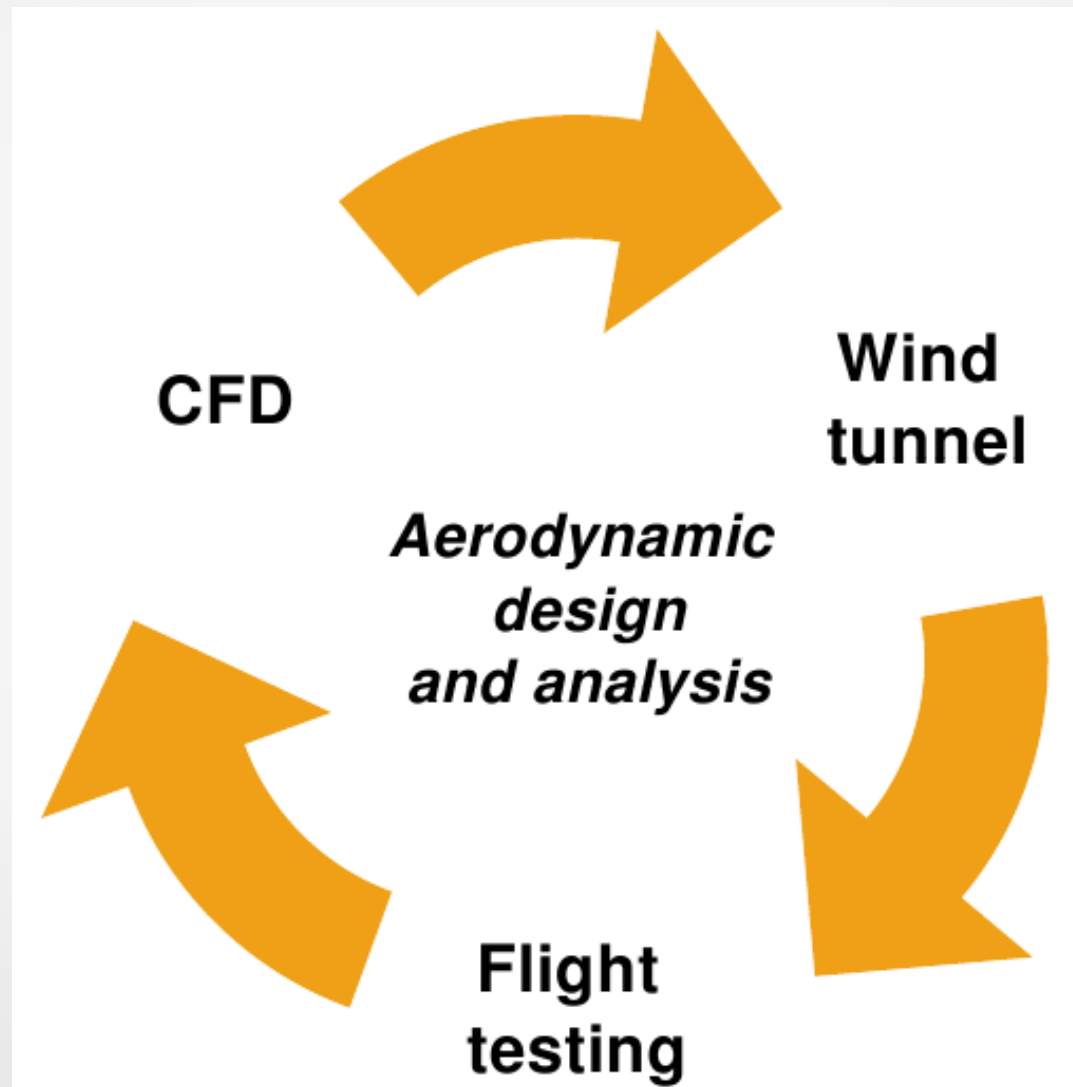 CFD
Wind
tunnel
Aerodynamic
design
and analysis
Flight
testing